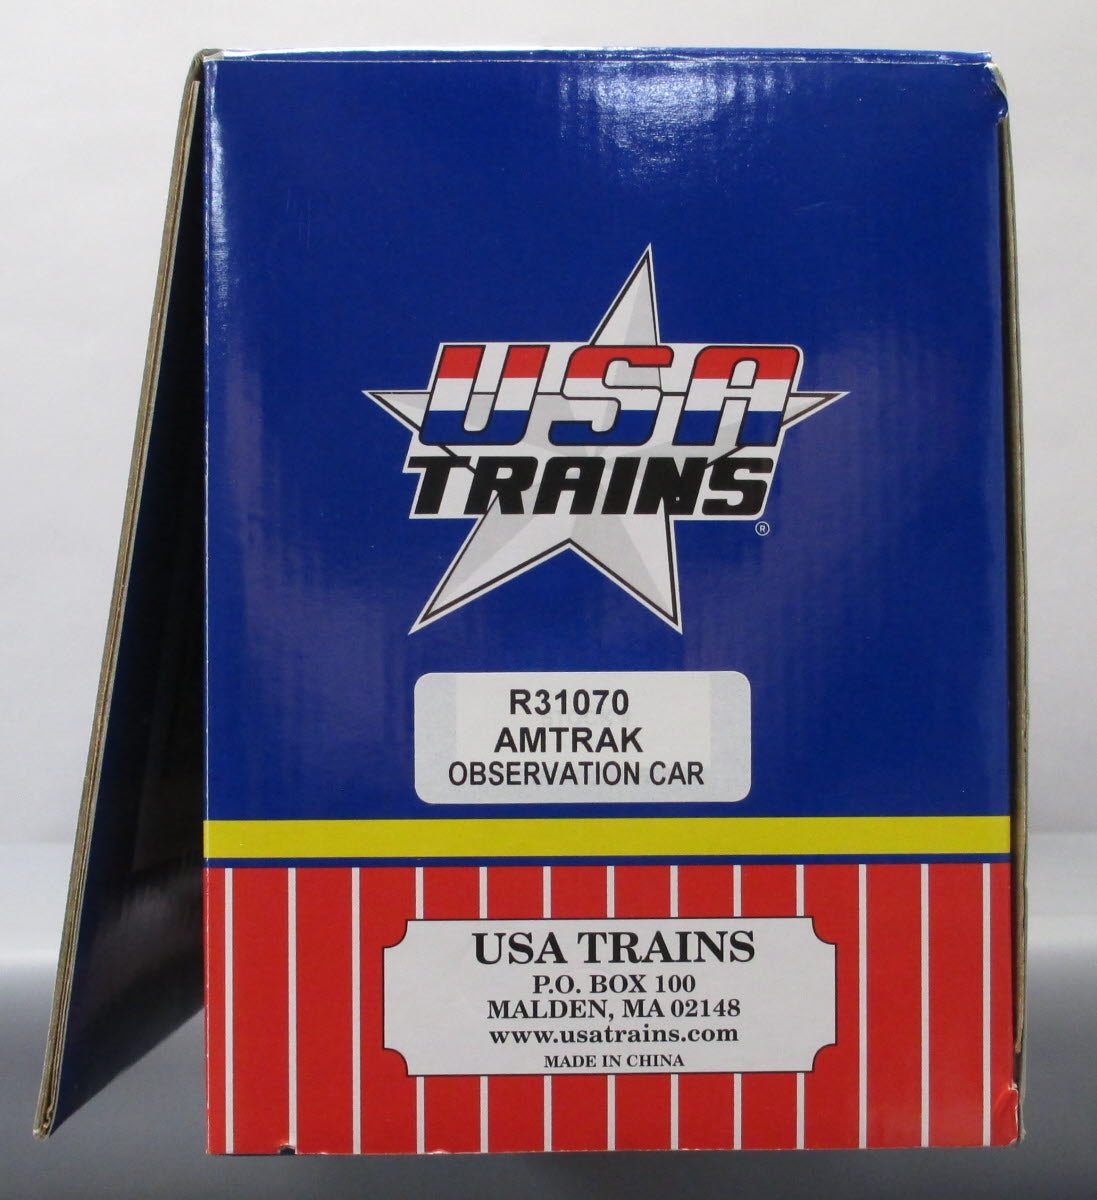 USA
TRAINS
®
R31070
AMTRAK
OBSERVATION CAR
USA TRAINS
P.O. BOX 100
MALDEN, MA 02148
www.usatrains.com
MADE IN CHINA